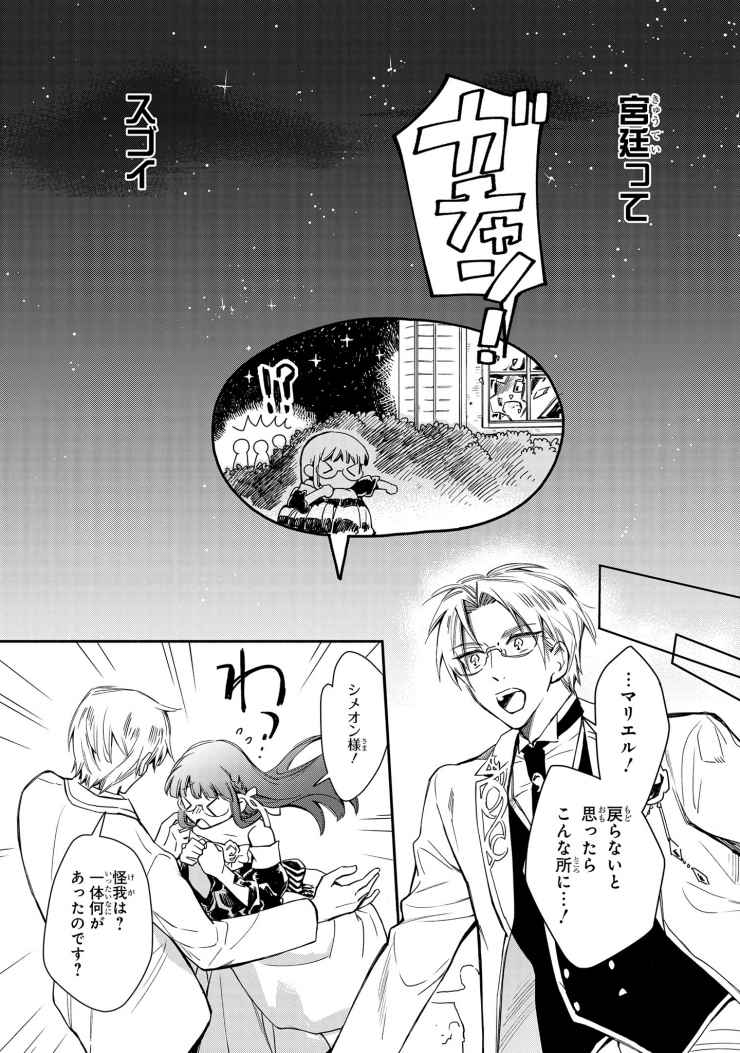 宮廷って
スゴイ
ガチャン!
!!?
…マリエル!
戻らないと
思ったら
こんな所に…!
シメオン様!
わっ
怪我は?
一体何が
あったのです?